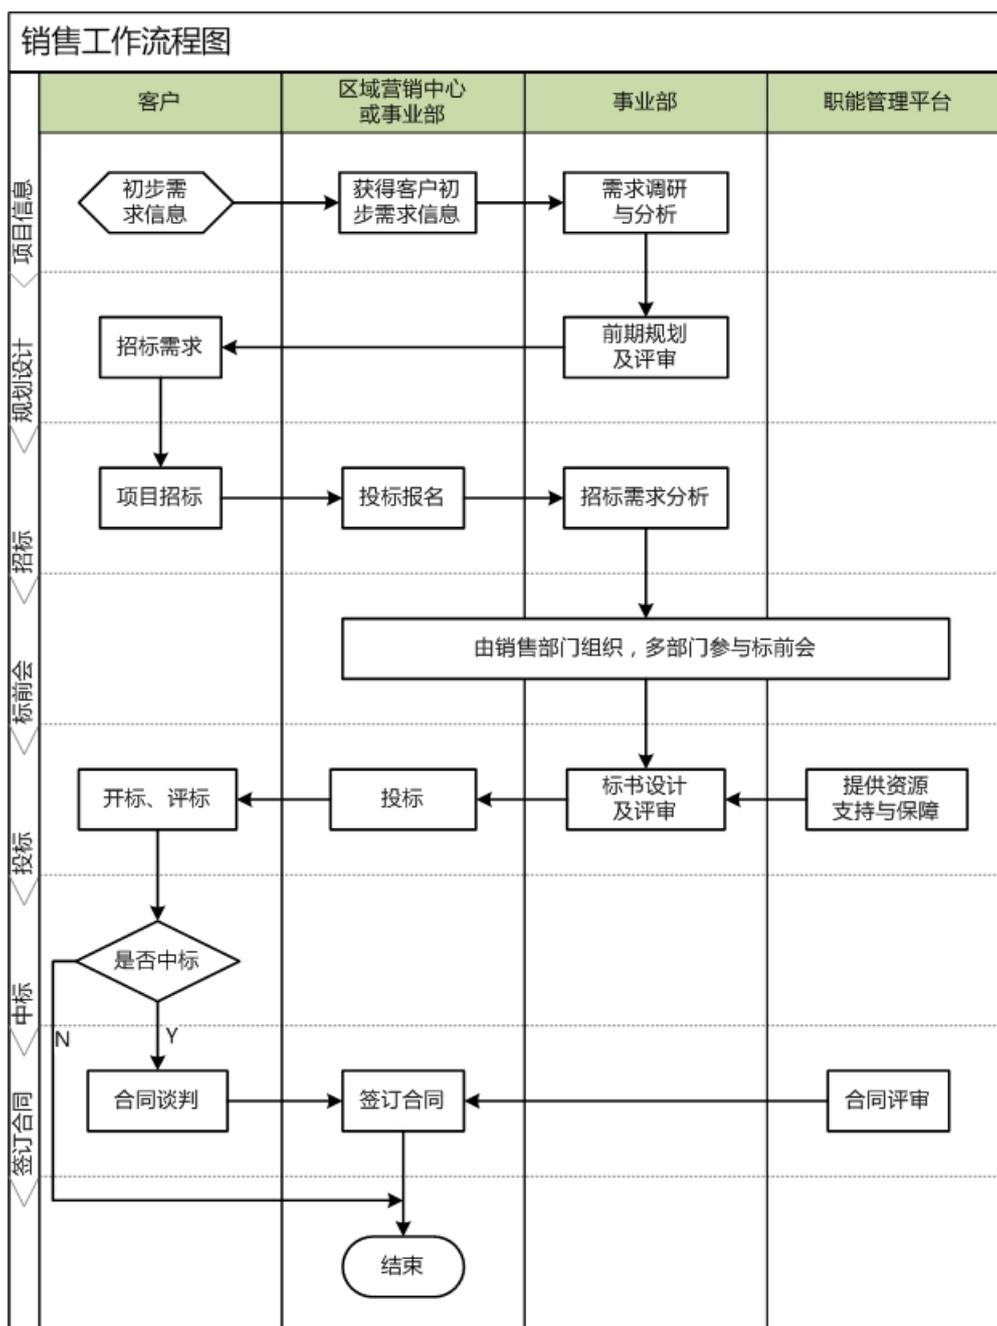 销售工作流程图
客户
区域营销中心
或事业部
事业部
职能管理平台
项目信息
初步需
求信息
获得客户初
步需求信息
需求调研
与分析
规划设计
招标需求
前期规划
及评审
招标
项目招标
投标报名
招标需求分析
标前会
由销售部门组织，多部门参与标前会
投标
开标、评标
投标
标书设计
及评审
提供资源
支持与保障
中标
是否中标
N
Y
签订合同
合同谈判
签订合同
合同评审
结束